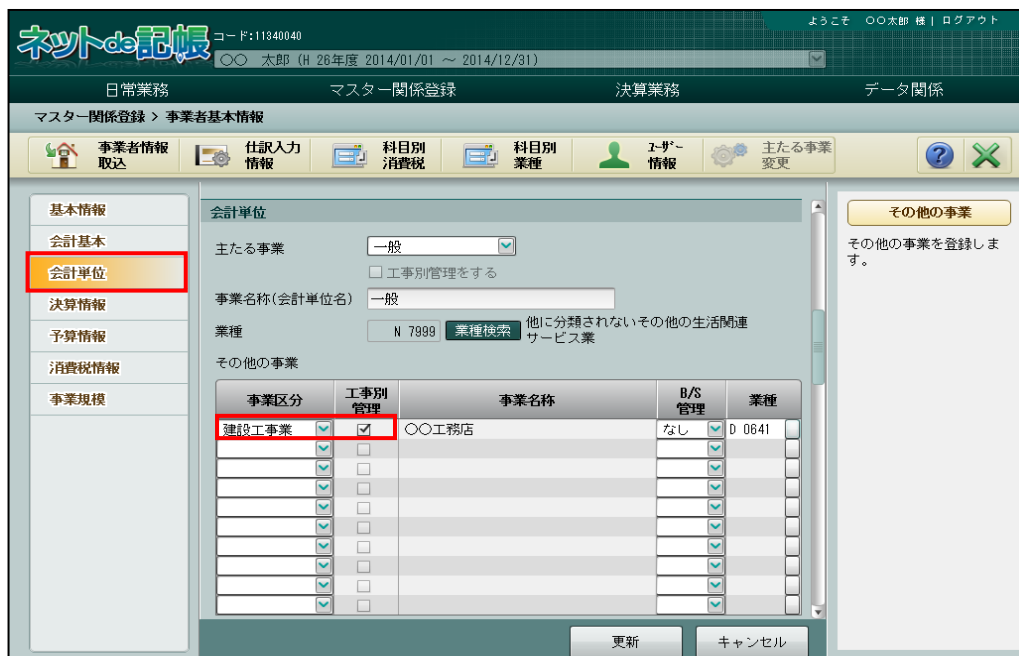 ようこそ 〇〇太郎 様 | ログアウト
ネットde記帳
コード:11340040
〇〇 太郎 (H 26年度 2014/01/01 ～ 2014/12/31)
日常業務 マスター関係登録 決算業務 データ関係
マスター関係登録 > 事業者基本情報
事業者情報取込 仕訳入力情報 科目別消費税 科目別業種 ユーザー情報 主たる事業変更 ?
基本情報
会計基本
会計単位
決算情報
予算情報
消費税情報
事業規模
会計単位
主たる事業 一般
工事別管理をする
事業名称(会計単位名) 一般
業種 N 7999 業種検索 他に分類されないその他の生活関連
サービス業
その他の事業
事業区分 工事別管理 事業名称 B/S管理 業種
建設工事業 〇〇工務店 なし D 0641
更新 キャンセル
その他の事業
その他の事業を登録しま
す。